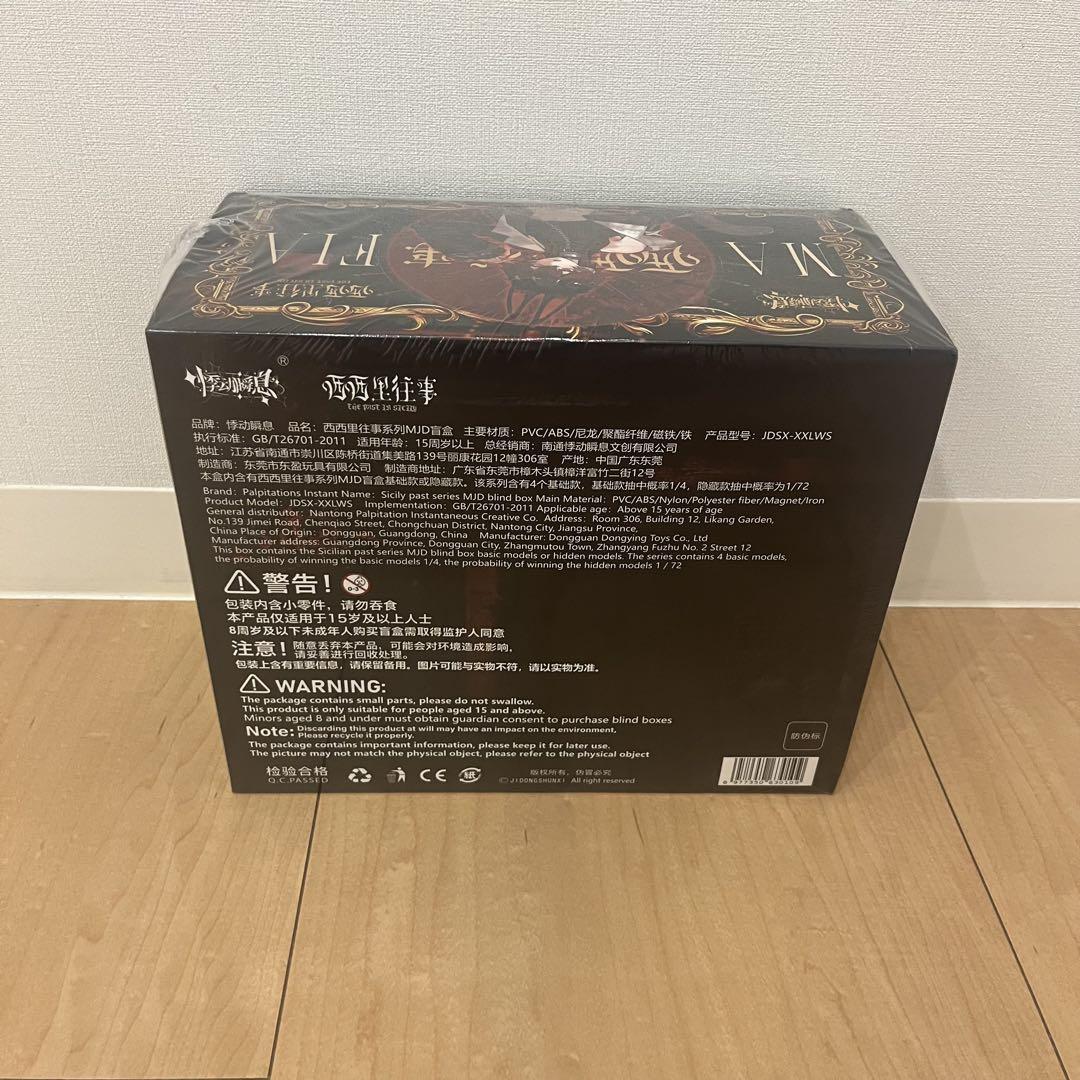 MAFIA
西西里往事
悸动瞬息
悸动瞬息® 西西里往事
THE PAST IN SICILY
品牌：悸动瞬息 品名：西西里往事系列MJD盲盒 主要材质：PVC/ABS/尼龙/聚酯纤维/磁铁/铁 产品型号：JDSX-XXLWS
执行标准：GB/T26701-2011 适用年龄：15周岁以上 总经销商：南通悸动瞬息文创有限公司
地址：江苏省南通市崇川区陈桥街道集美路139号丽康花园12幢306室 产地：中国广东东莞
制造商：东莞市东盈玩具有限公司 制造商地址：广东省东莞市樟木头镇樟洋富竹二街12号
本盒内含有西西里往事系列MJD盲盒基础款或隐藏款。该系列含有4个基础款，基础款抽中概率1/4，隐藏款抽中概率为1/72
Brand: Palpitations Instant Name: Sicily past series MJD blind box Main Material: PVC/ABS/Nylon/Polyester fiber/Magnet/Iron
Product Model: JDSX-XXLWS Implementation: GB/T26701-2011 Applicable age: Above 15 years of age
General distributor: Nantong Palpitation Instantaneous Creative Co. Address: Room 306, Building 12, Likang Garden,
No.139 Jimei Road, Chenqiao Street, Chongchuan District, Nantong City, Jiangsu Province,
China Place of Origin: Dongguan, Guangdong, China Manufacturer: Dongguan Dongying Toys Co., Ltd
Manufacturer address: Guangdong Province, Dongguan City, Zhangmutou Town, Zhangyang Fuzhu No. 2 Street 12
This box contains the Sicilian past series MJD blind box basic models or hidden models. The series contains 4 basic models,
the probability of winning the basic models 1/4, the probability of winning the hidden models 1 / 72
警告! 0-3
包装内含小零件，请勿吞食
本产品仅适用于15岁及以上人士
8周岁及以下未成年人购买盲盒需取得监护人同意
注意! 随意丢弃本产品，可能会对环境造成影响，
请妥善进行回收处理。
包装上含有重要信息，请保留备用。图片可能与实物不符，请以实物为准。
WARNING:
The package contains small parts, please do not swallow.
This product is only suitable for people aged 15 and above.
Minors aged 8 and under must obtain guardian consent to purchase blind boxes
Note: Discarding this product at will may have an impact on the environment,
Please recycle it properly.
The package contains important information, please keep it for later use.
The picture may not match the physical object, please refer to the physical object
防伪标
检验合格
Q.C.PASSED
CE 紙
版权所有，伪冒必究
© JIDONGSHUNXI All right reserved
6 977350 630109